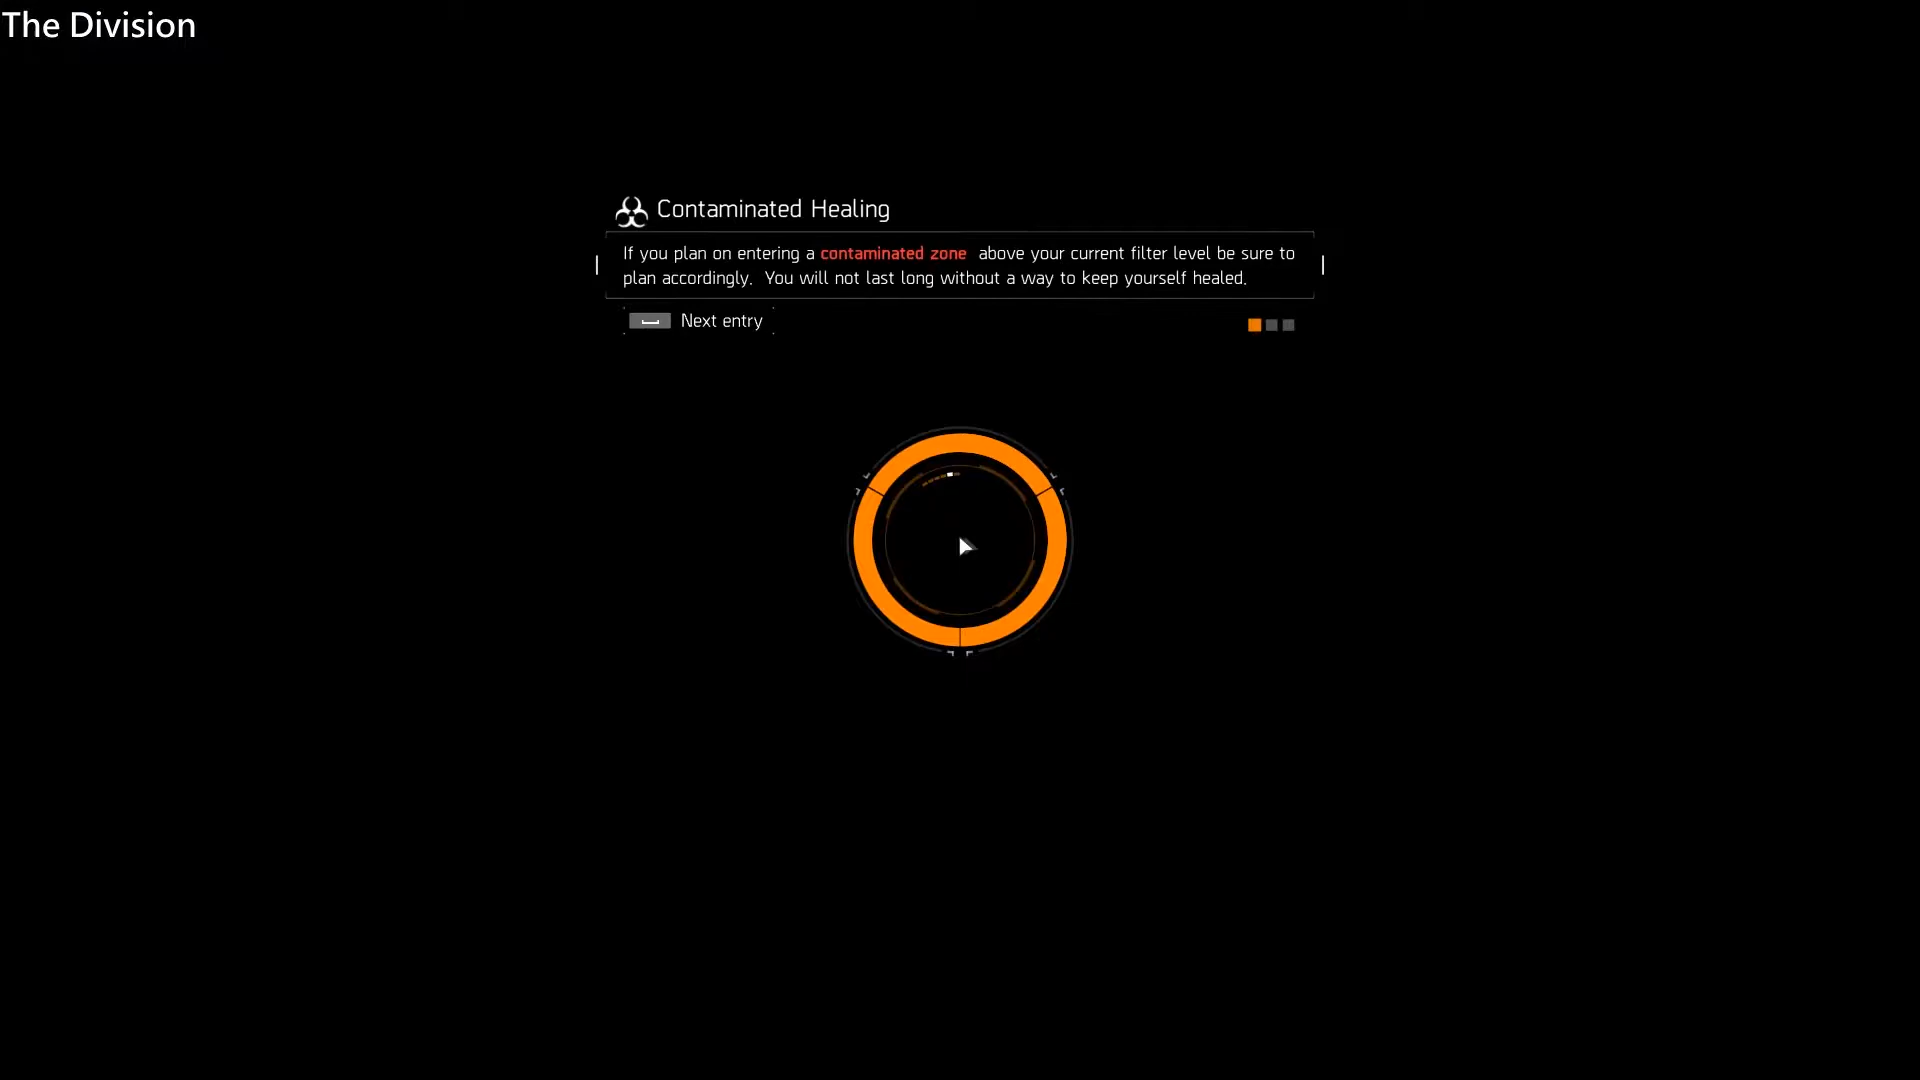 The Division
Contaminated Healing
If you plan on entering a contaminated zone above your current filter level be sure to
plan accordingly. You will not last long without a way to keep yourself healed.
Next entry